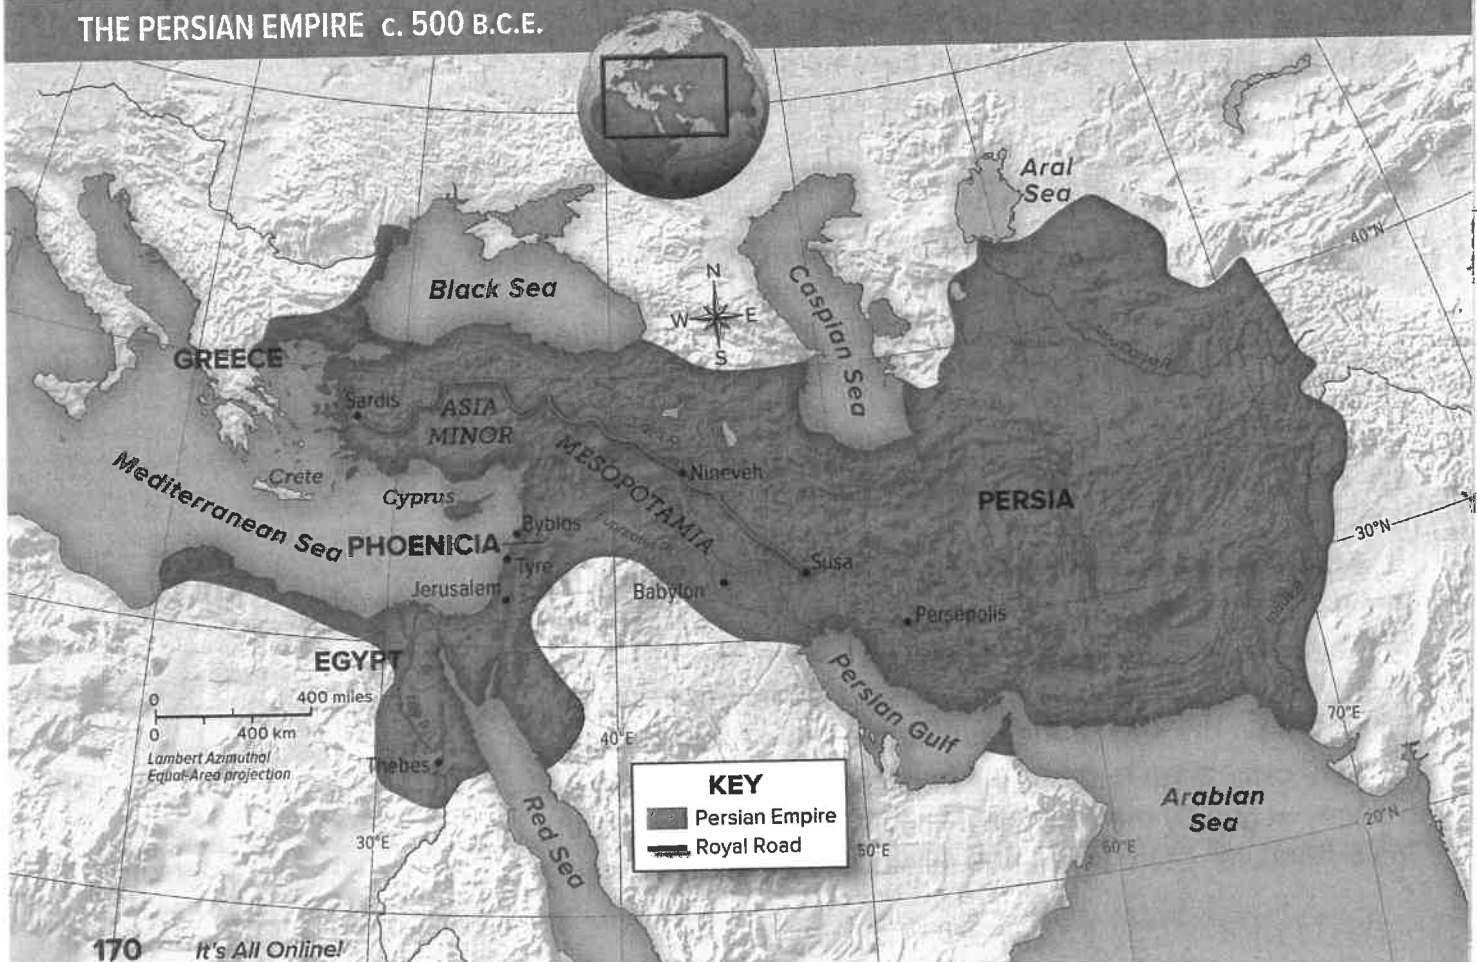 THE PERSIAN EMPIRE c. 500 B.C.E.
Aral
Sea
40°N
N
W E
S
Black Sea
Caspian Sea
GREECE
Sardis
ASIA
MINOR
MESOPOTAMIA
Nineveh
PERSIA
Crete
Cyprus
Mediterranean Sea
Byblos
PHOENICIA
Tyre
30°N
Susa
Jerusalem
Babylon
Persepolis
EGYPT
Persian Gulf
0 400 miles
0 400 km
Lambert Azimuthal
Equal-Area projection
70°E
40°E
Thebes
KEY
Persian Empire
Royal Road
Red Sea
Arabian
Sea
20°N
30°E
50°E
60°E
170 It's All Online!